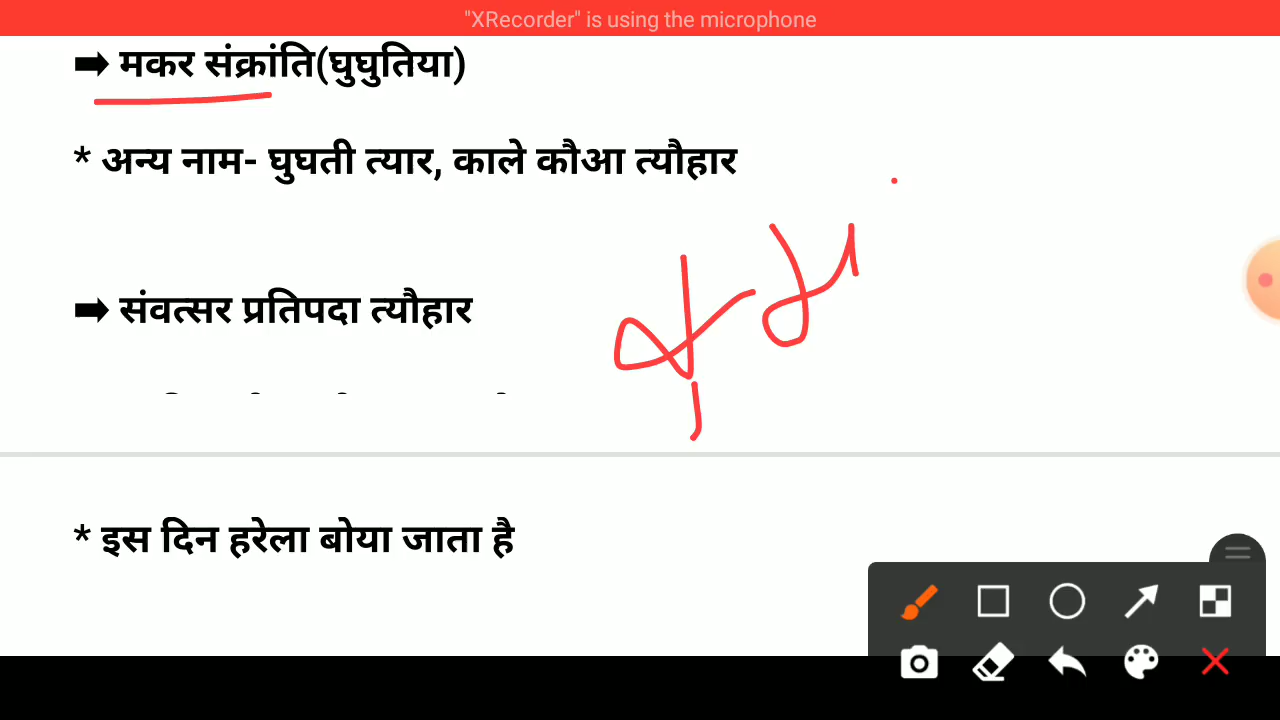 "XRecorder" is using the microphone
➡ मकर संक्रांति(घुघुतिया)
* अन्य नाम- घुघती त्यार, काले कौआ त्यौहार
➡ संवत्सर प्रतिपदा त्यौहार
* इस दिन हरेला बोया जाता है